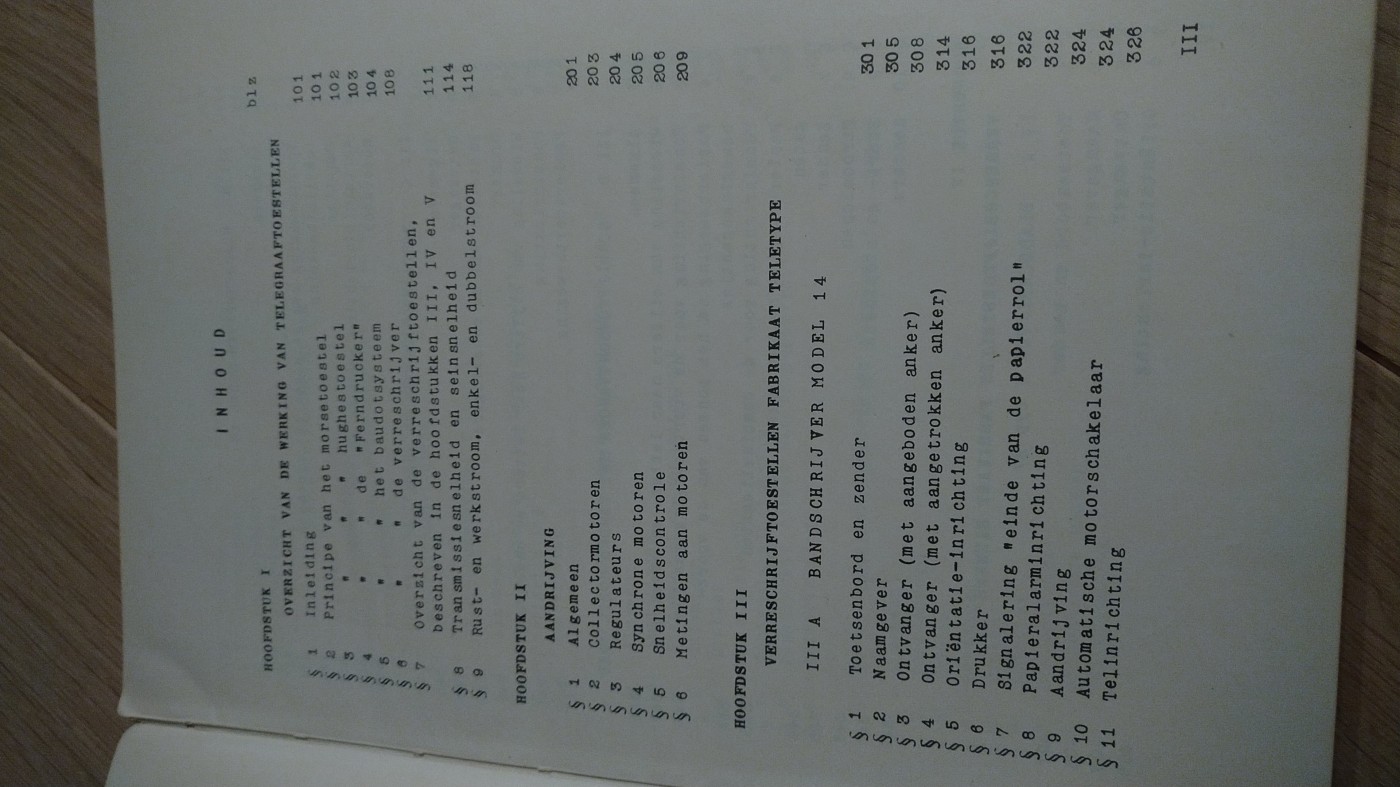 I N H O U D
blz
HOOFDSTUK I
OVERZICHT VAN DE WERKING VAN TELEGRAAFTOESTELLEN
§ 1 Inleiding 101
§ 2 Principe van het morsetoestel 101
§ 3 " " " hughestoestel 102
§ 4 " " de "Ferndrucker" 103
§ 5 " " het baudotsysteem 104
§ 6 " " de verreschrijver 108
§ 7 Overzicht van de verreschrijftoestellen,
beschreven in de hoofdstukken III, IV en V 111
§ 8 Transmissiesnelheid en seinsnelheid 114
§ 9 Rust- en werkstroom, enkel- en dubbelstroom 118
HOOFDSTUK II
AANDRIJVING
§ 1 Algemeen 201
§ 2 Collectormotoren 203
§ 3 Regulateurs 204
§ 4 Synchrone motoren 205
§ 5 Snelheidscontrole 206
§ 6 Metingen aan motoren 209
HOOFDSTUK III
VERRESCHRIJFTOESTELLEN FABRIKAAT TELETYPE
III A BANDSCHRIJVER MODEL 14
§ 1 Toetsenbord en zender 301
§ 2 Naamgever 305
§ 3 Ontvanger (met aangeboden anker) 308
§ 4 Ontvanger (met aangetrokken anker) 314
§ 5 Oriëntatie-inrichting 316
§ 6 Drukker 316
§ 7 Signalering "einde van de papierrol" 322
§ 8 Papieralarminrichting 322
§ 9 Aandrijving 324
§ 10 Automatische motorschakelaar 324
§ 11 Telinrichting 326
III